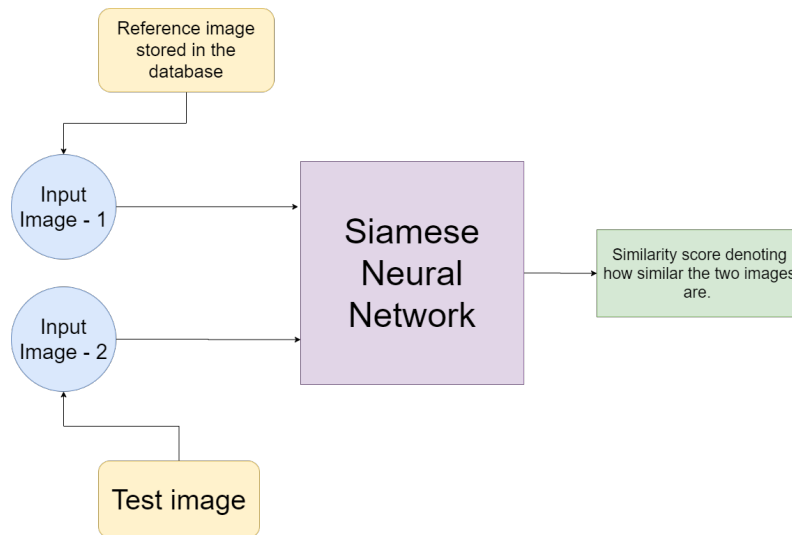 Reference image
stored in the
database
Input
Image - 1
Siamese
Neural
Network
Similarity score denoting
how similar the two images
are.
Input
Image - 2
Test image